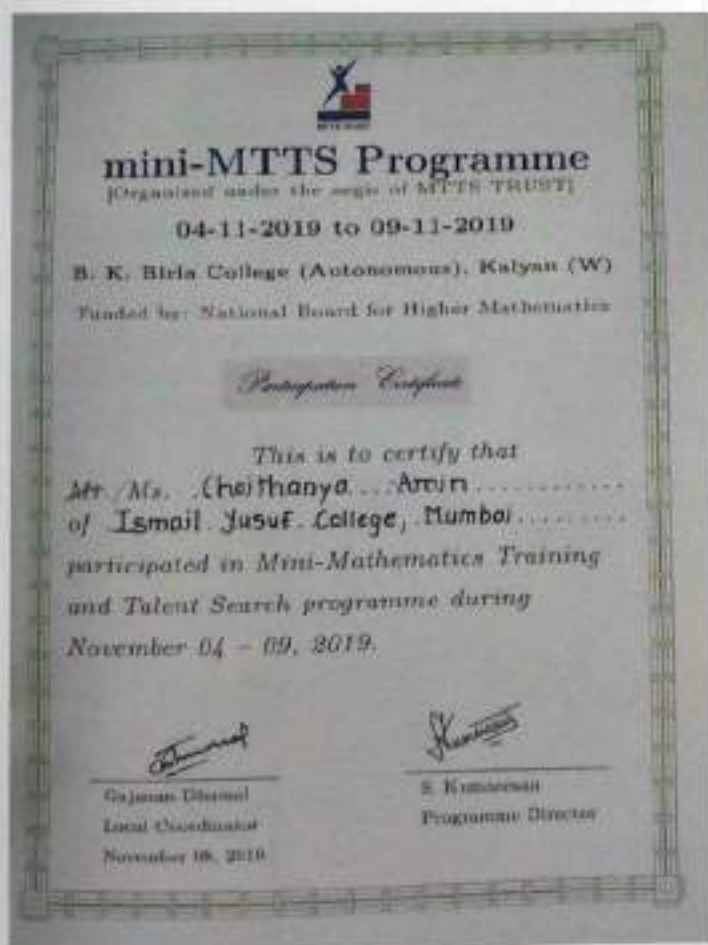 mini-MTTS Programme
[Organised under the aegis of MTTS TRUST]
04-11-2019 to 09-11-2019
B. K. Birla College (Autonomous), Kalyan (W)
Funded by: National Board for Higher Mathematics
Participation Certificate
This is to certify that
Mr./Ms. Chaithanya... Amin............
of Ismail Yusuf College, Mumbai.........
participated in Mini-Mathematics Training
and Talent Search programme during
November 04 - 09, 2019.
Gajanan Dhamal
S. Kumaresan
Local Coordinator
Programme Director
November 2019